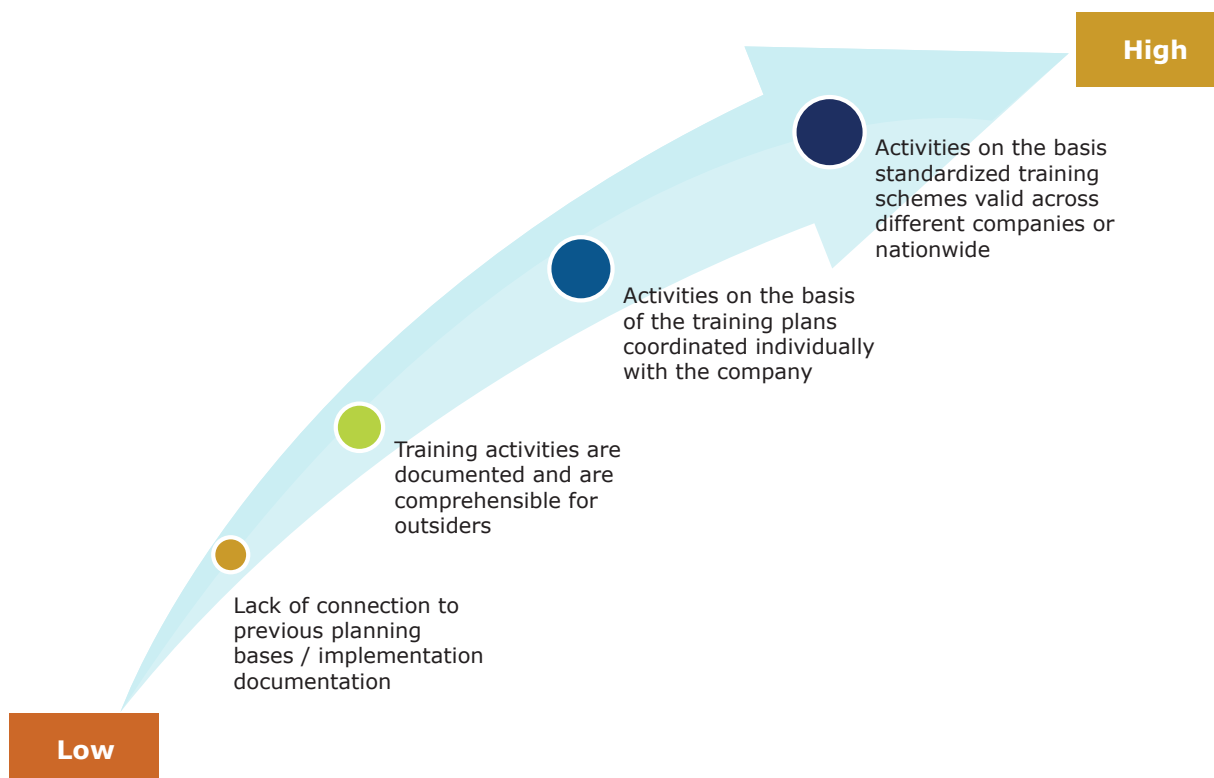 High
Activities on the basis
standardized training
schemes valid across
different companies or
nationwide
Activities on the basis
of the training plans
coordinated individually
with the company
Training activities are
documented and are
comprehensible for
outsiders
Lack of connection to
previous planning
bases / implementation
documentation
Low